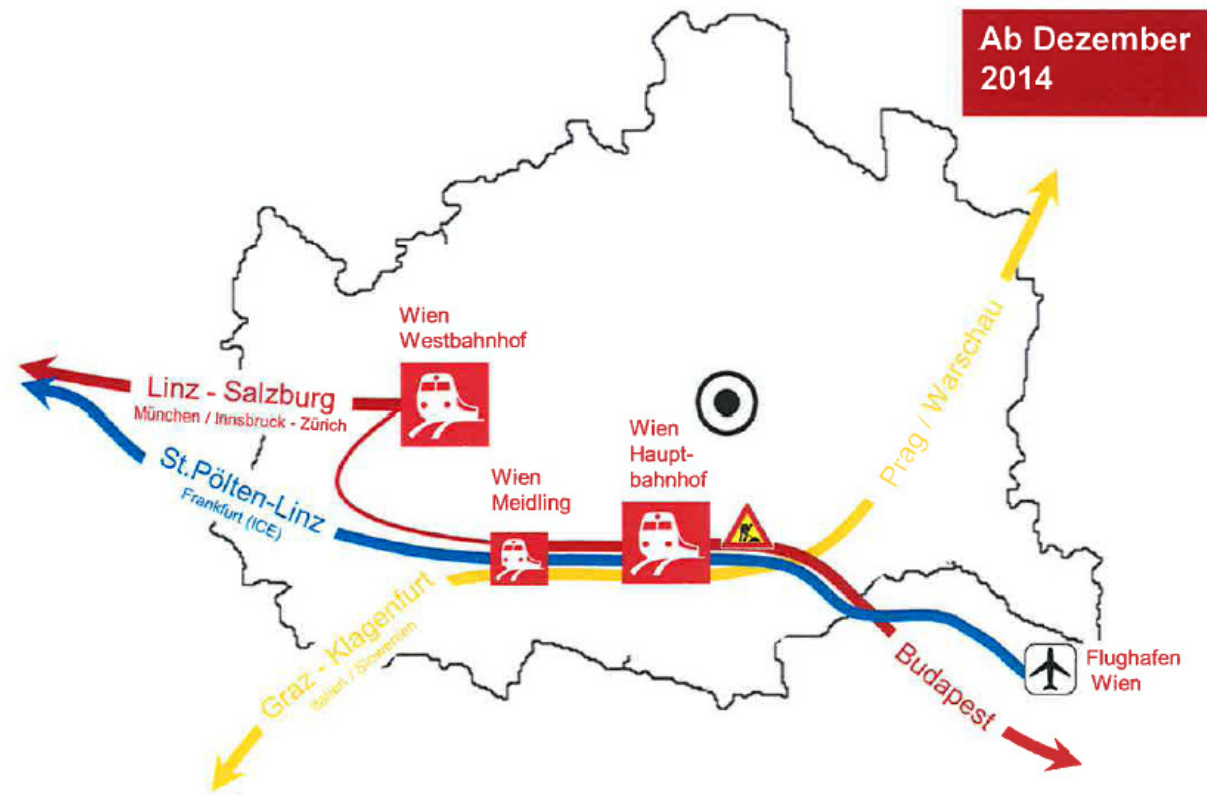 Ab Dezember
2014
Wien
Westbahnhof
Linz - Salzburg
München / Innsbruck - Zürich
St.Pölten-Linz
Frankfurt (ICE)
Wien
Meidling
Wien
Haupt-
bahnhof
Prag / Warschau
Graz - Klagenfurt
Italien / Slowenien
Budapest
Flughafen
Wien